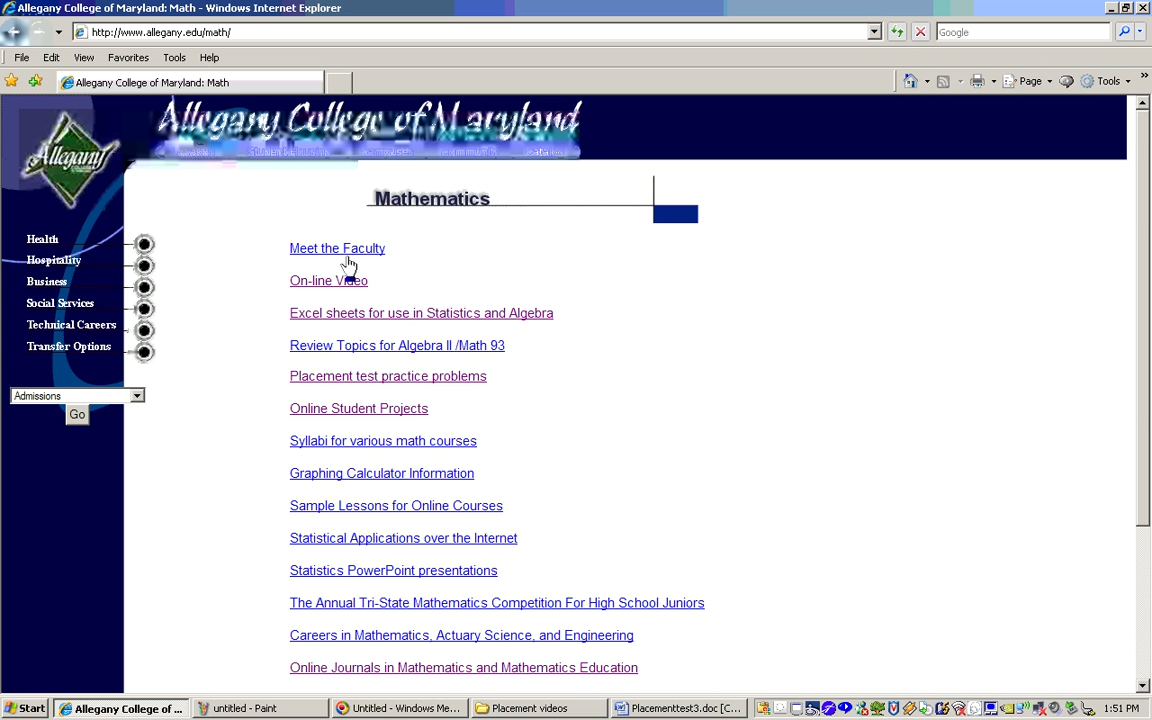 Allegany College of Maryland: Math - Windows Internet Explorer
http://www.allegany.edu/math/
Google
File Edit View Favorites Tools Help
Allegany College of Maryland: Math
Page Tools
Allegany College of Maryland
Allegany
Mathematics
Meet the Faculty
Health
Hospitality
On-line Video
Business
Social Services
Excel sheets for use in Statistics and Algebra
Technical Careers
Transfer Options
Review Topics for Algebra II /Math 93
Placement test practice problems
Admissions
Go
Online Student Projects
Syllabi for various math courses
Graphing Calculator Information
Sample Lessons for Online Courses
Statistical Applications over the Internet
Statistics PowerPoint presentations
The Annual Tri-State Mathematics Competition For High School Juniors
Careers in Mathematics, Actuary Science, and Engineering
Online Journals in Mathematics and Mathematics Education
Start Allegany College of ... untitled - Paint Untitled - Windows Me... Placement videos Placementtest3.doc [C... 1:51 PM